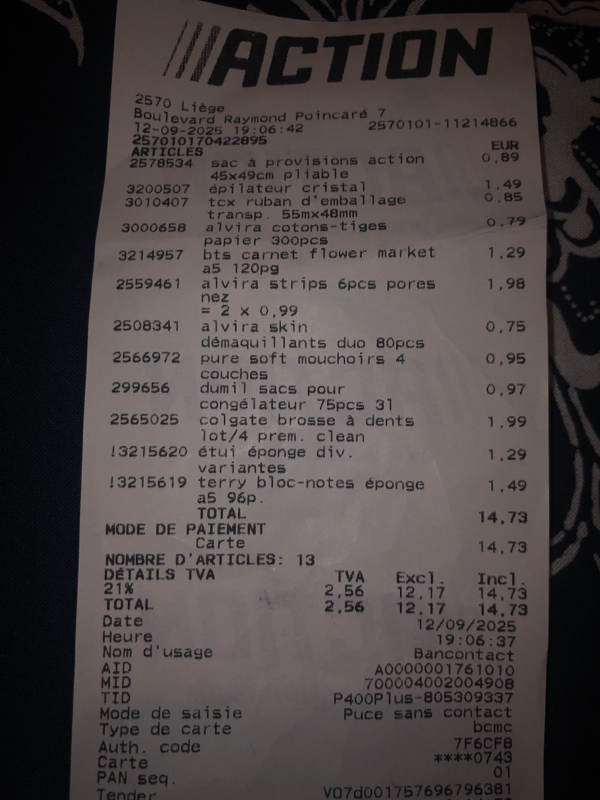 ACTION
2570 Liège
Boulevard Raymond Poincaré 7
12-09-2025 19:06:42 2570101-11214866
257010170422895
ARTICLES EUR
2578534 sac à provisions action 0,89
45x49cm pliable
3200507 épilateur cristal 1,49
3010407 tcx ruban d'emballage 0,85
transp. 55mx48mm
3000658 alvira cotons-tiges 0,79
papier 300pcs
3214957 bts carnet flower market 1,29
a5 120pg
2559461 alvira strips 6pcs pores 1,98
nez
= 2 x 0,99
2508341 alvira skin 0,75
démaquillants duo 80pcs
2566972 pure soft mouchoirs 4 0,95
couches
299656 dumil sacs pour 0,97
congélateur 75pcs 3l
2565025 colgate brosse à dents 1,99
lot/4 prem. clean
!3215620 étui éponge div. 1,29
variantes
!3215619 terry bloc-notes éponge 1,49
a5 96p.
TOTAL 14,73
MODE DE PAIEMENT
Carte 14,73
NOMBRE D'ARTICLES: 13
DÉTAILS TVA TVA Excl. Incl.
21% 2,56 12,17 14,73
TOTAL 2,56 12,17 14,73
Date 12/09/2025
Heure 19:06:37
Nom d'usage Bancontact
AID A0000001761010
MID 700004002004908
TID P400Plus-805309337
Mode de saisie Puce sans contact
Type de carte bcmc
Auth. code 7F6CF8
Carte ****0743
PAN seq. 01
Tender V07d001757696796381